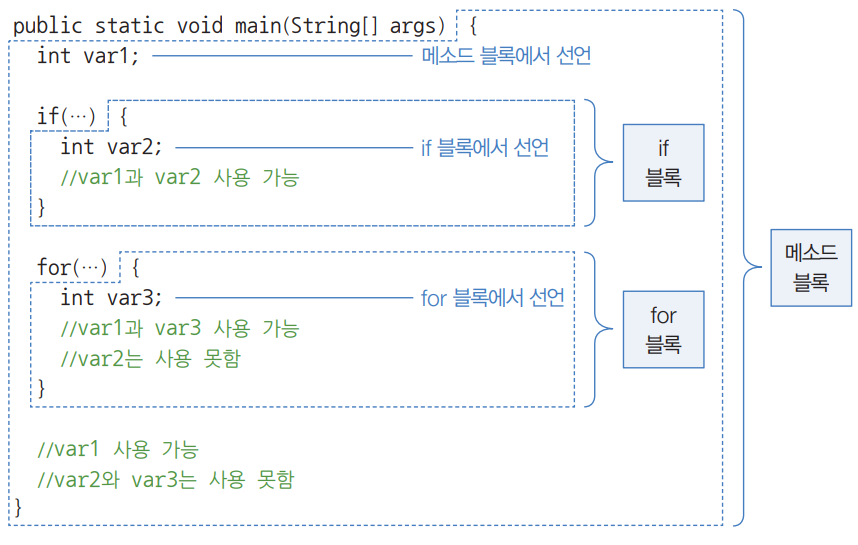 public static void main(String[] args) {
int var1; 메소드 블록에서 선언
if(…) {
int var2; if 블록에서 선언
//var1과 var2 사용 가능
}
if
블록
for(…) {
int var3; for 블록에서 선언
//var1과 var3 사용 가능
//var2는 사용 못함
}
for
블록
메소드
블록
//var1 사용 가능
//var2와 var3는 사용 못함
}